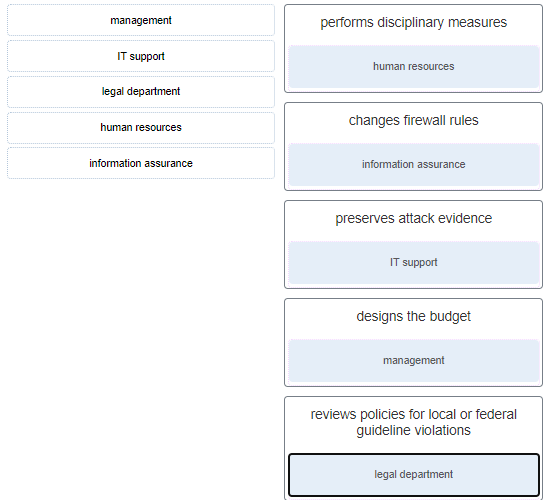 management
IT support
legal department
human resources
information assurance
performs disciplinary measures
human resources
changes firewall rules
information assurance
preserves attack evidence
IT support
designs the budget
management
reviews policies for local or federal
guideline violations
legal department